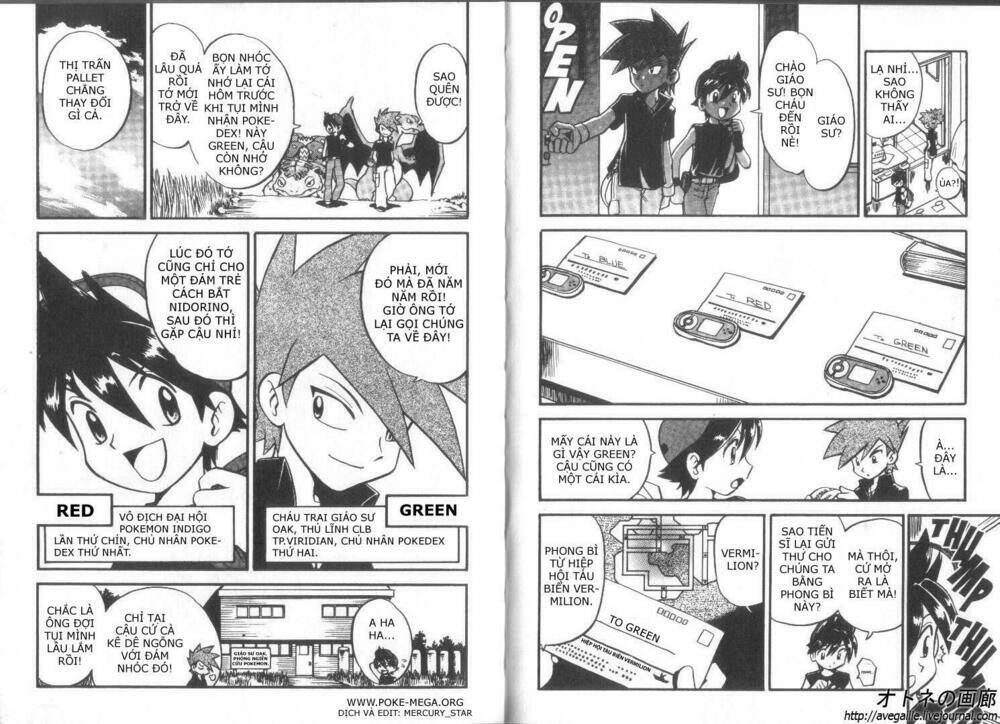 THỊ TRẤN
PALLET
CHẲNG
THAY ĐỔI
GÌ CẢ.
ĐÃ
LÂU QUÁ
RỒI
TỚ MỚI
TRỞ VỀ
ĐÂY.
BỌN NHÓC
ẤY LÀM TỚ
NHỚ LẠI CÁI
HÔM TRƯỚC
KHI TỤI MÌNH
NHẬN POKE-
DEX! NÀY
GREEN, CẬU
CÒN NHỚ
KHÔNG?
SAO
QUÊN
ĐƯỢC!
LÚC ĐÓ TỚ
CŨNG CHỈ CHO
MỘT ĐÁM TRẺ
CÁCH BẮT
NIDORINO,
SAU ĐÓ THÌ
GẶP CẬU NHỈ!
PHẢI, MỚI
ĐÓ MÀ ĐÃ NĂM
NĂM RỒI!
GIỜ ÔNG TỚ
LẠI GỌI CHÚNG
TA VỀ ĐÂY!
RED
VÔ ĐỊCH ĐẠI HỘI
POKEMON INDIGO
LẦN THỨ CHÍN, CHỦ NHÂN POKE-
DEX THỨ NHẤT.
GREEN
CHÁU TRAI GIÁO SƯ
OAK, THỦ LĨNH CLB
TP.VIRIDIAN, CHỦ NHÂN POKEDEX
THỨ HAI.
CHẮC LÀ
ÔNG ĐỢI
TỤI MÌNH
LÂU LẮM
RỒI!
CHỈ TẠI
CẬU CỨ CÀ
KÊ DÊ NGỖNG
VỚI ĐÁM
NHÓC ĐÓ!
GIÁO SƯ OAK.
PHÒNG NGIÊN
CỨU POKEMON.
A HA
HA...
WWW.POKE-MEGA.ORG
DỊCH VÀ EDIT: MERCURY_STAR
OPEN
CHÀO
GIÁO
SƯ! BỌN
CHÁU
ĐẾN RỒI
NÈ!
GIÁO
SƯ?
LẠ NHỈ...
SAO
KHÔNG
THẤY
AI...
ỦA?!
TO BLUE
TO RED
TO GREEN
MẤY CÁI NÀY LÀ
GÌ VẬY GREEN?
CẬU CŨNG CÓ
MỘT CÁI KÌA.
À...
ĐÂY
LÀ...
PHONG BÌ
TỪ HIỆP
HỘI TÁU
BIỂN VER-
MILION.
VERMI-
LION?
TO GREEN
HIỆP HỘI TÁU BIỂN VERMILION
SAO TIẾN
SĨ LẠI GỬI
THƯ CHO
CHÚNG TA
BẰNG
PHONG BÌ
NÀY?
MÀ THÔI,
CỨ MỞ
RA LÀ
BIẾT MÀ!
THUMP
THUMP
オトネの画廊
http://avegaille.livejournal.com/